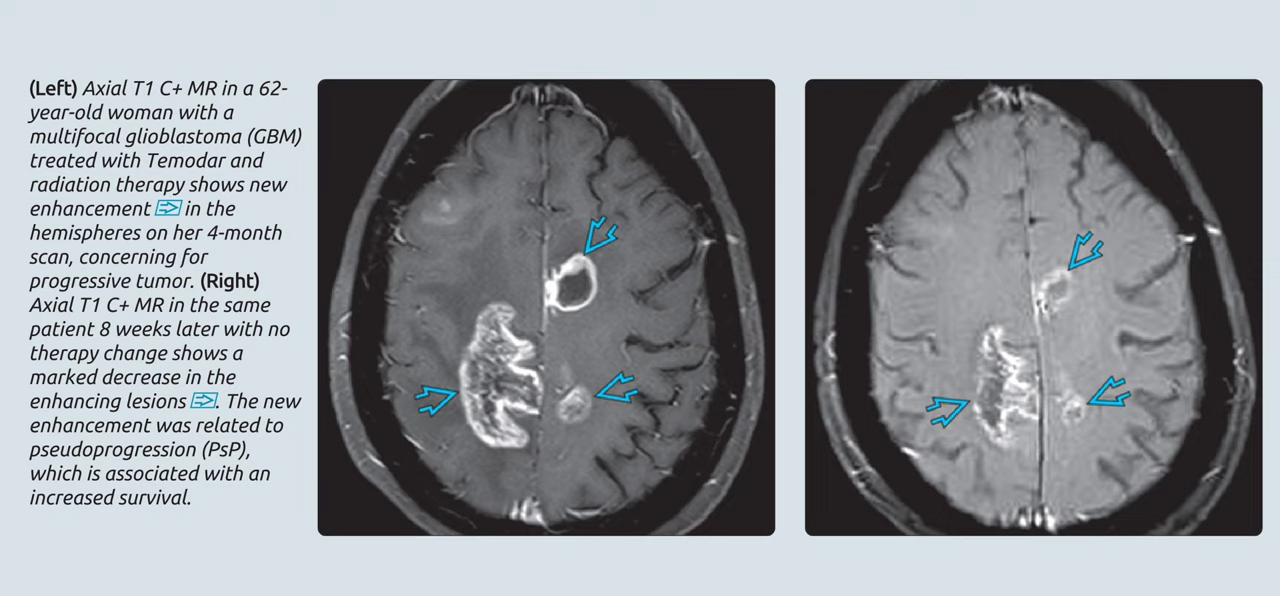 (Left) Axial T1 C+ MR in a 62-
year-old woman with a
multifocal glioblastoma (GBM)
treated with Temodar and
radiation therapy shows new
enhancement in the
hemispheres on her 4-month
scan, concerning for
progressive tumor. (Right)
Axial T1 C+ MR in the same
patient 8 weeks later with no
therapy change shows a
marked decrease in the
enhancing lesions . The new
enhancement was related to
pseudoprogression (PsP),
which is associated with an
increased survival.